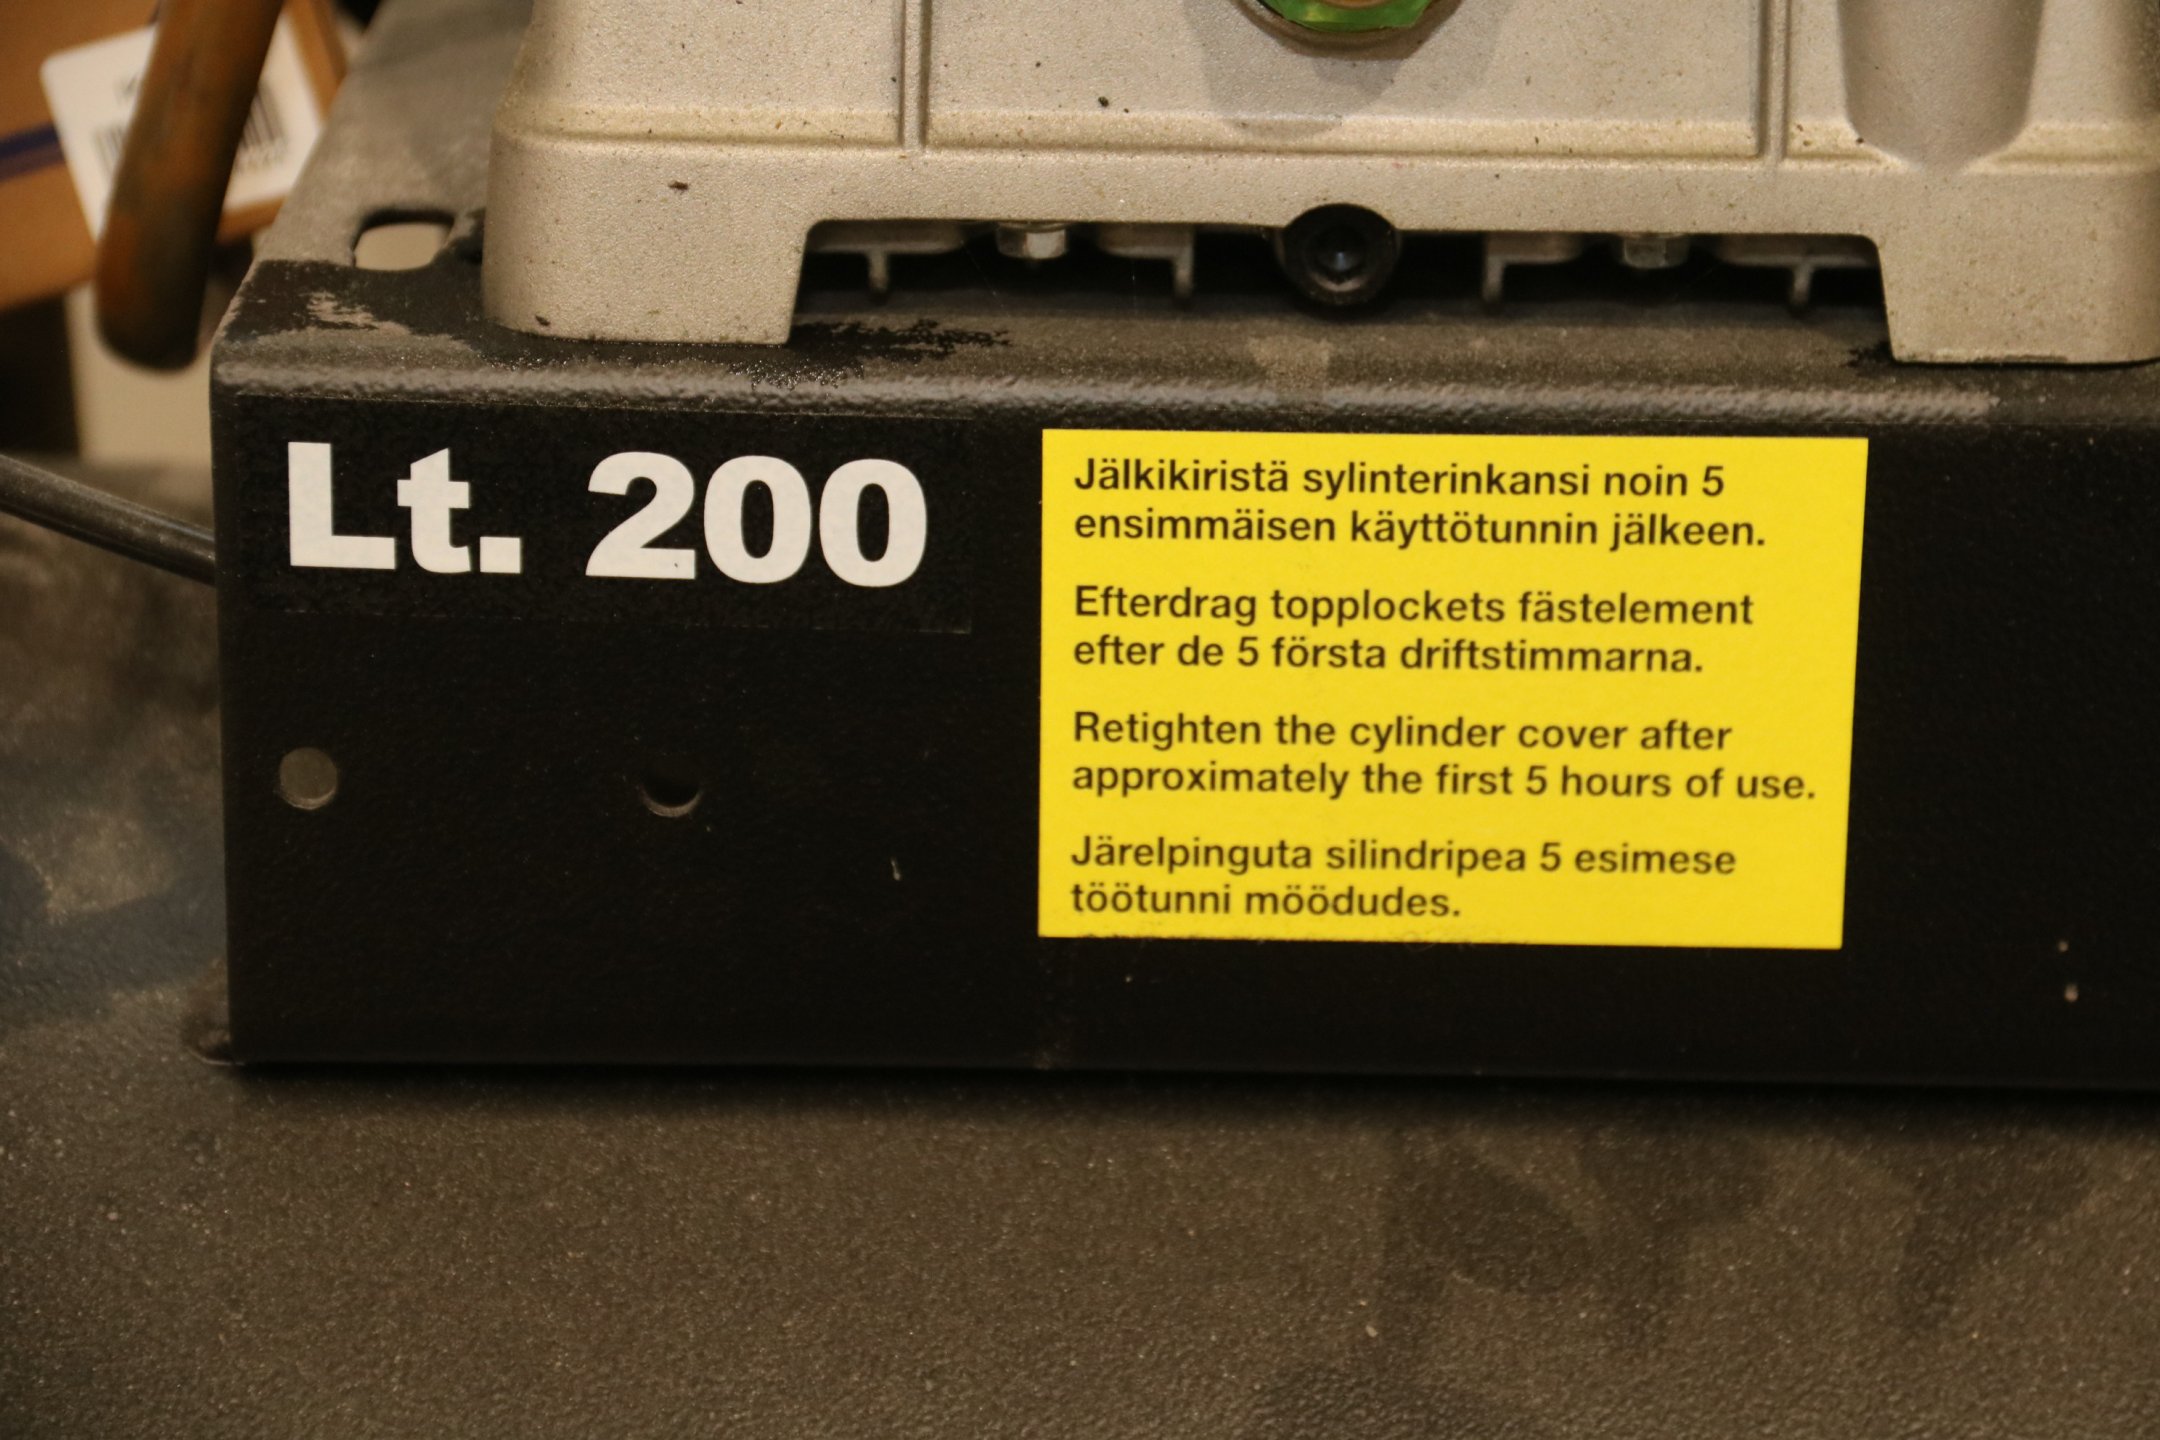 Lt. 200
Jälkikiristä sylinterinkansi noin 5
ensimmäisen käyttötunnin jälkeen.
Efterdrag topplockets fästelement
efter de 5 första driftstimmarna.
Retighten the cylinder cover after
approximately the first 5 hours of use.
Järelpinguta silindripea 5 esimese
töötunni möödudes.